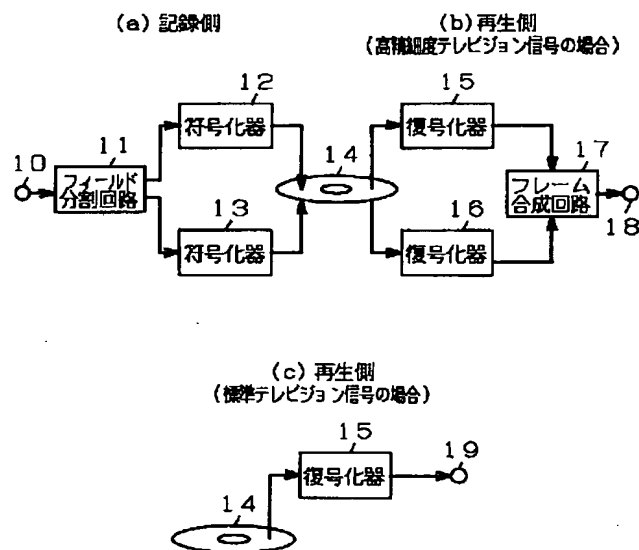 (a) 記録側
(b) 再生側
(高精細度テレビジョン信号の場合)
12
符号化器
15
復号化器
10
11
フィールド
分割回路
14
17
フレーム
合成回路
18
13
符号化器
16
復号化器
(c) 再生側
(標準テレビジョン信号の場合)
15
復号化器
19
14